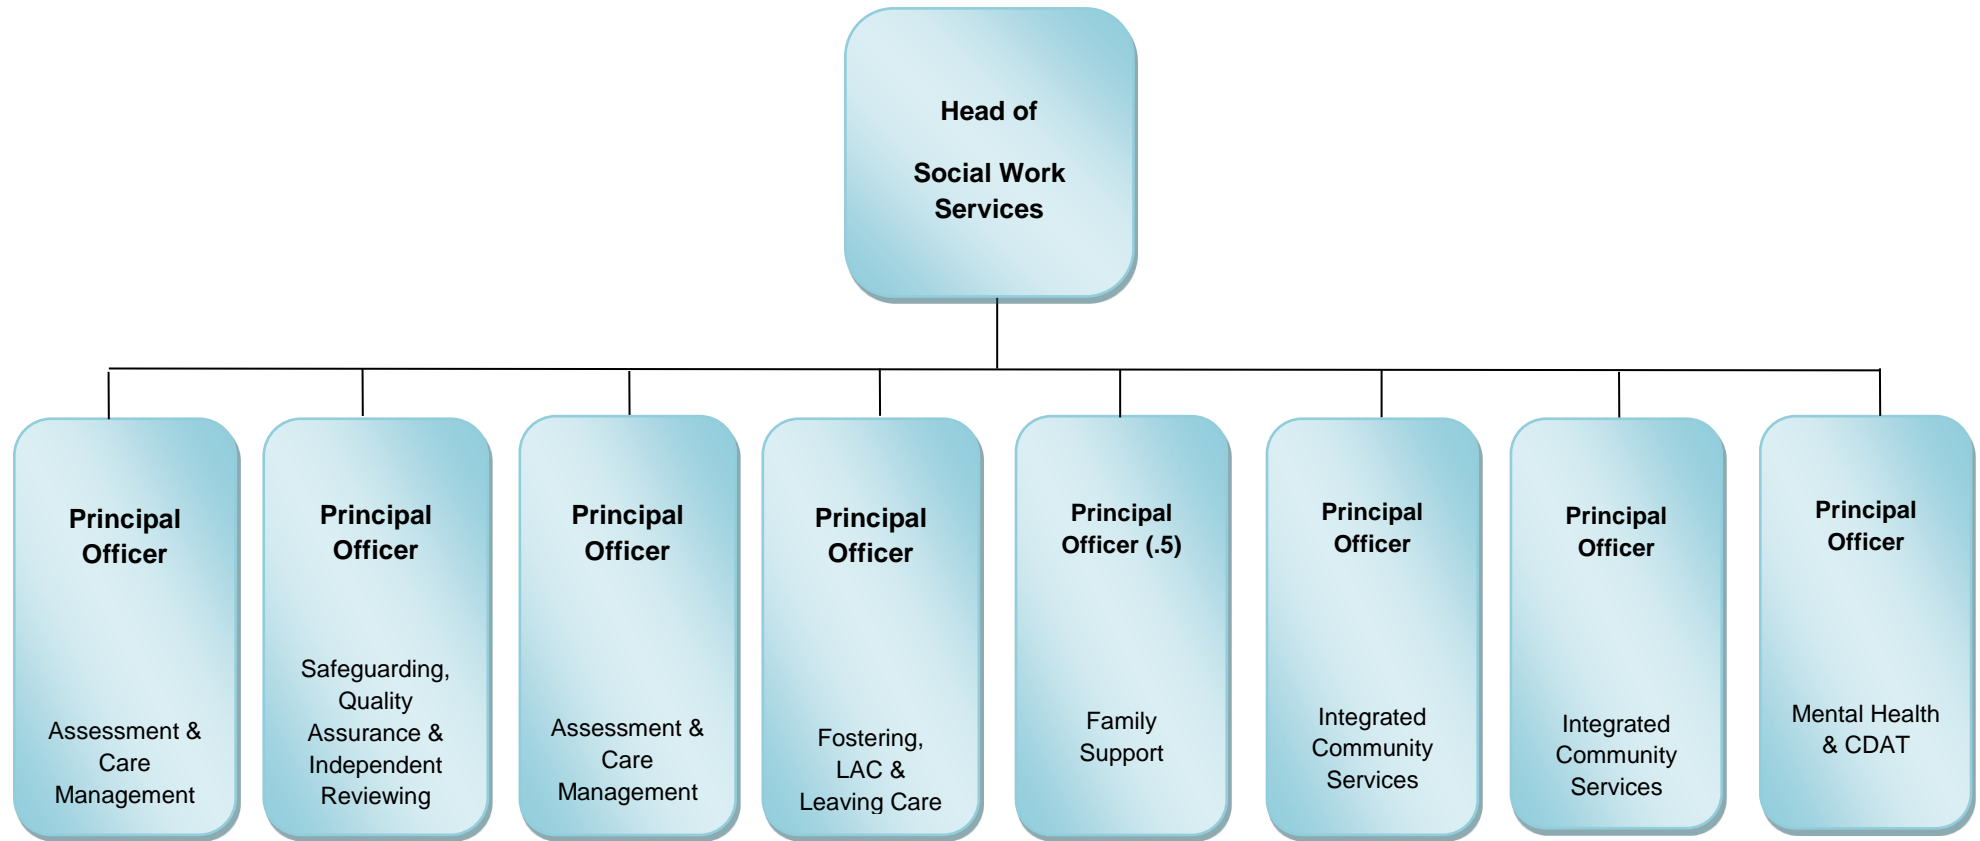 Head of
Social Work
Services
Principal
Officer
Assessment &
Care
Management
Principal
Officer
Safeguarding,
Quality
Assurance &
Independent
Reviewing
Principal
Officer
Assessment &
Care
Management
Principal
Officer
Fostering,
LAC &
Leaving Care
Principal
Officer (.5)
Family
Support
Principal
Officer
Integrated
Community
Services
Principal
Officer
Integrated
Community
Services
Principal
Officer
Mental Health
& CDAT